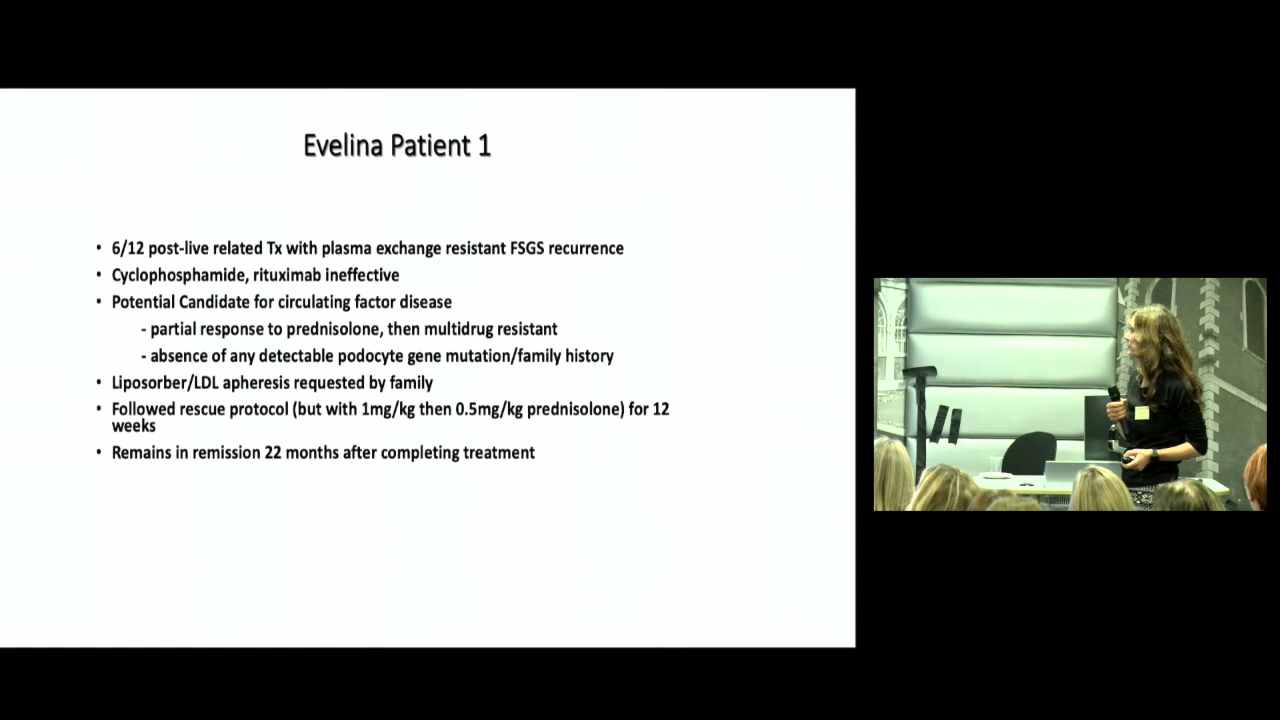 Evelina Patient 1
• 6/12 post-live related Tx with plasma exchange resistant FSGS recurrence
• Cyclophosphamide, rituximab ineffective
• Potential Candidate for circulating factor disease
- partial response to prednisolone, then multidrug resistant
- absence of any detectable podocyte gene mutation/family history
• Liposorber/LDL apheresis requested by family
• Followed rescue protocol (but with 1mg/kg then 0.5mg/kg prednisolone) for 12
weeks
• Remains in remission 22 months after completing treatment